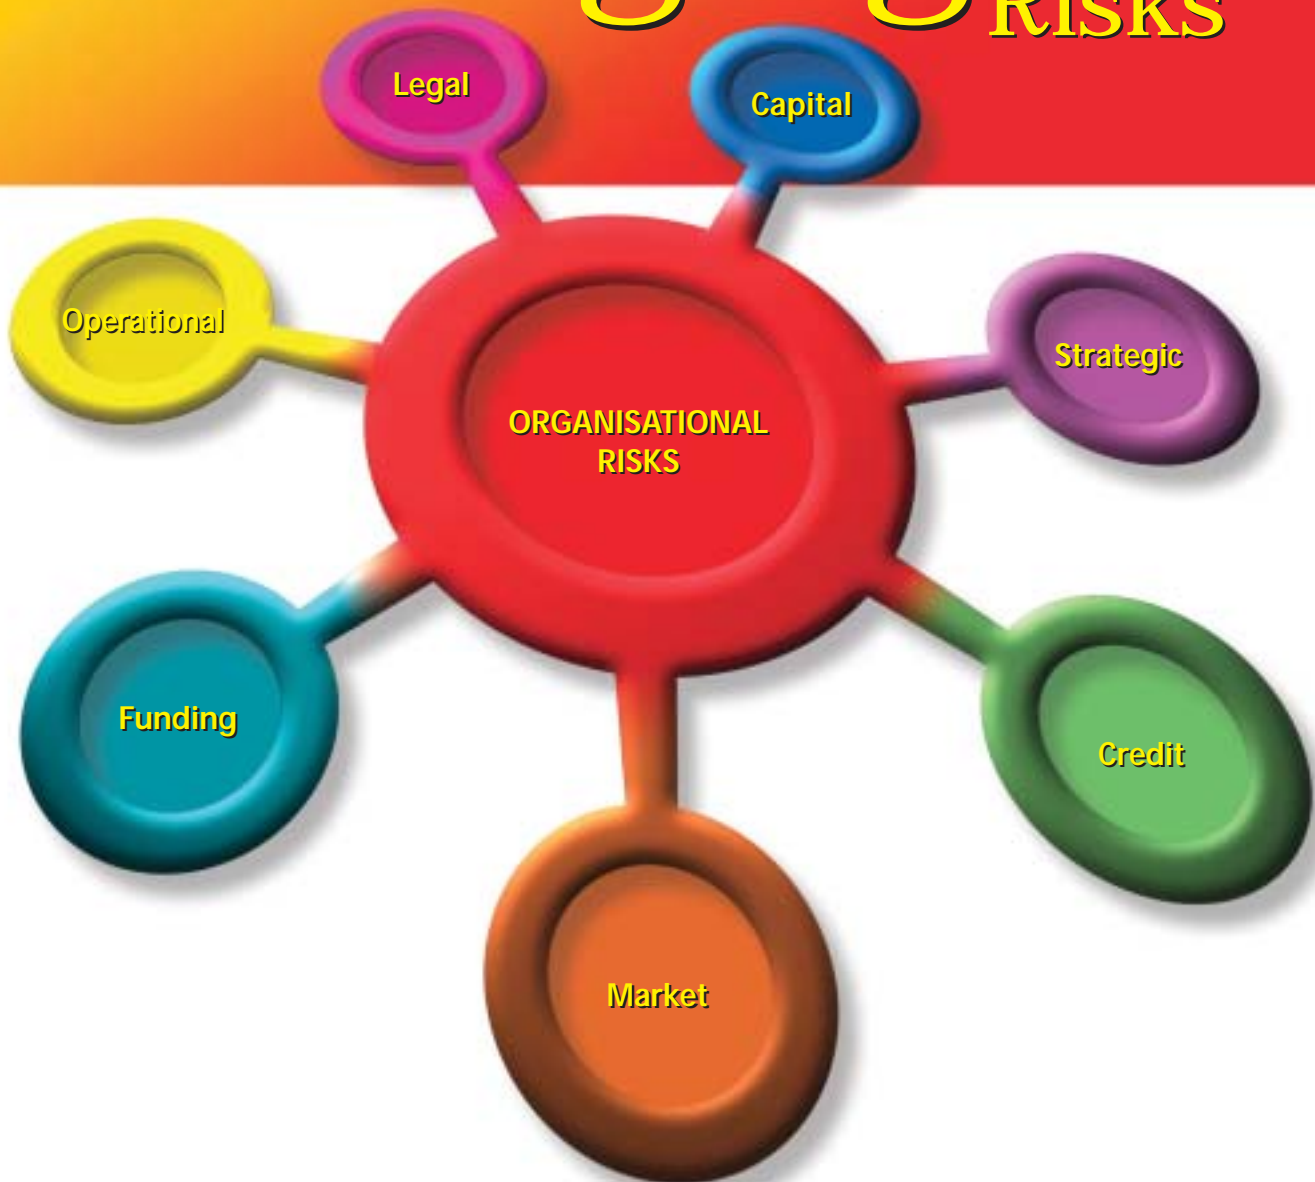 RISKS
Legal
Capital
Operational
Strategic
ORGANISATIONAL
RISKS
Funding
Credit
Market